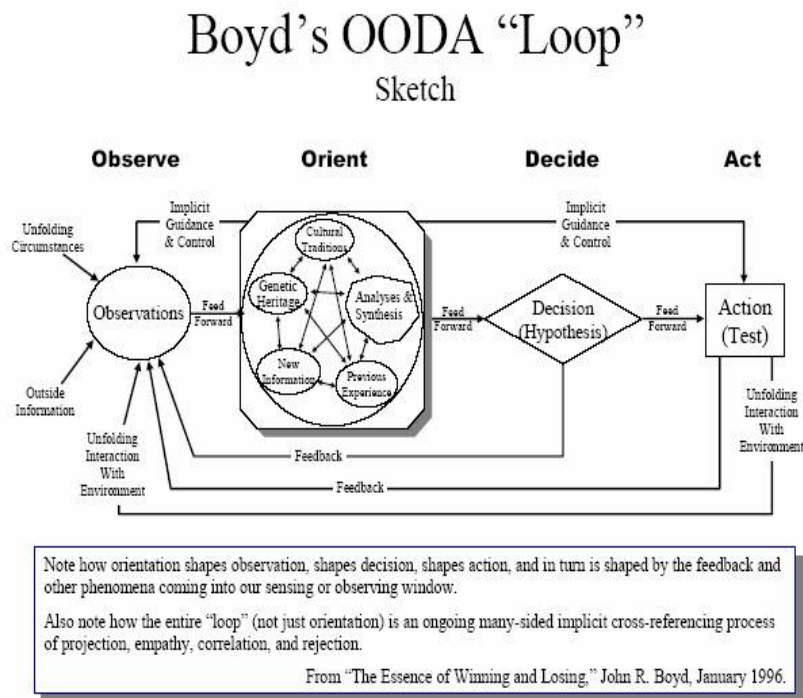 Boyd’s OODA “Loop”
Sketch
Observe
Orient
Decide
Act
Implicit
Guidance
& Control
Implicit
Guidance
& Control
Unfolding
Circumstances
Cultural
Traditions
Genetic
Heritage
Analyses &
Synthesis
Observations
Feed
Forward
Feed
Forward
Decision
(Hypothesis)
Feed
Forward
Action
(Test)
New
Information
Previous
Experience
Outside
Information
Unfolding
Interaction
With
Environment
Unfolding
Interaction
With
Environment
Feedback
Feedback
Note how orientation shapes observation, shapes decision, shapes action, and in turn is shaped by the feedback and
other phenomena coming into our sensing or observing window.
Also note how the entire “loop” (not just orientation) is an ongoing many-sided implicit cross-referencing process
of projection, empathy, correlation, and rejection.
From “The Essence of Winning and Losing,” John R. Boyd, January 1996.